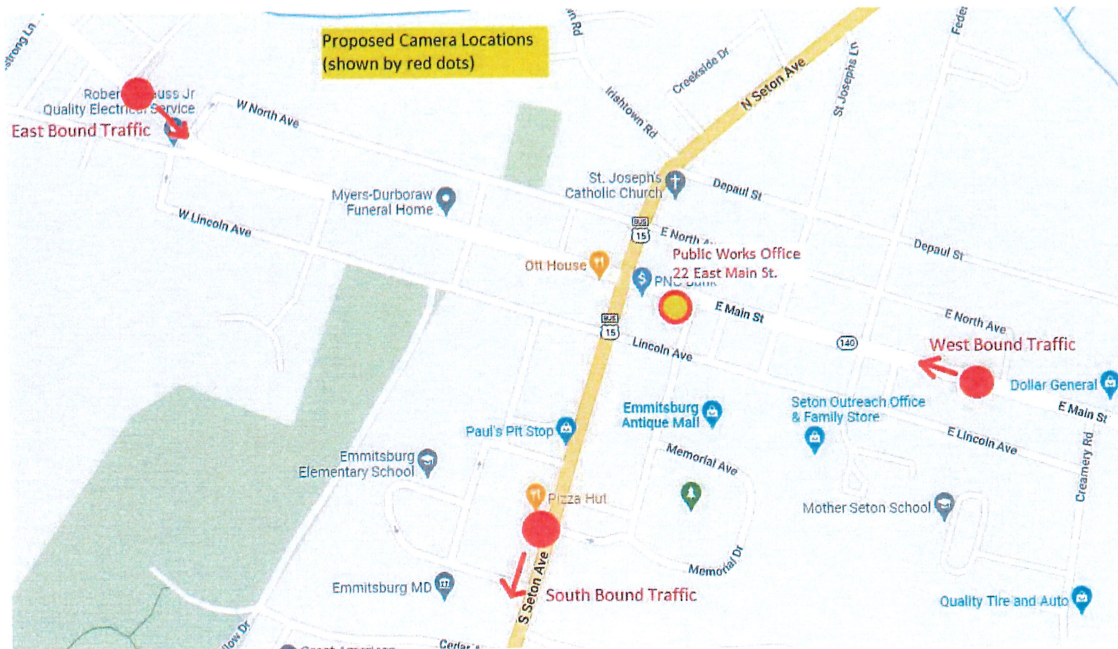 Proposed Camera Locations
(shown by red dots)
Quality Electrical Service
East Bound Traffic
W North Ave
W Lincoln Ave
Myers-Durboraw
Funeral Home
Irishtown Rd
Creekside Dr
N Seton Ave
St Josephs Ln
St. Joseph's
Catholic Church
Depaul St
Depaul St
BUS
15
E North Ave
Public Works Office
22 East Main St.
Ott House
PNC Bank
E Main St
BUS
15
Lincoln Ave
140
E North Ave
West Bound Traffic
Dollar General
E Main St
Seton Outreach Office
& Family Store
E Lincoln Ave
Creamery Rd
Emmitsburg
Antique Mall
Paul's Pit Stop
Memorial Ave
Emmitsburg
Elementary School
Pizza Hut
Mother Seton School
Memorial Dr
Emmitsburg MD
S Seton Ave
South Bound Traffic
Quality Tire and Auto